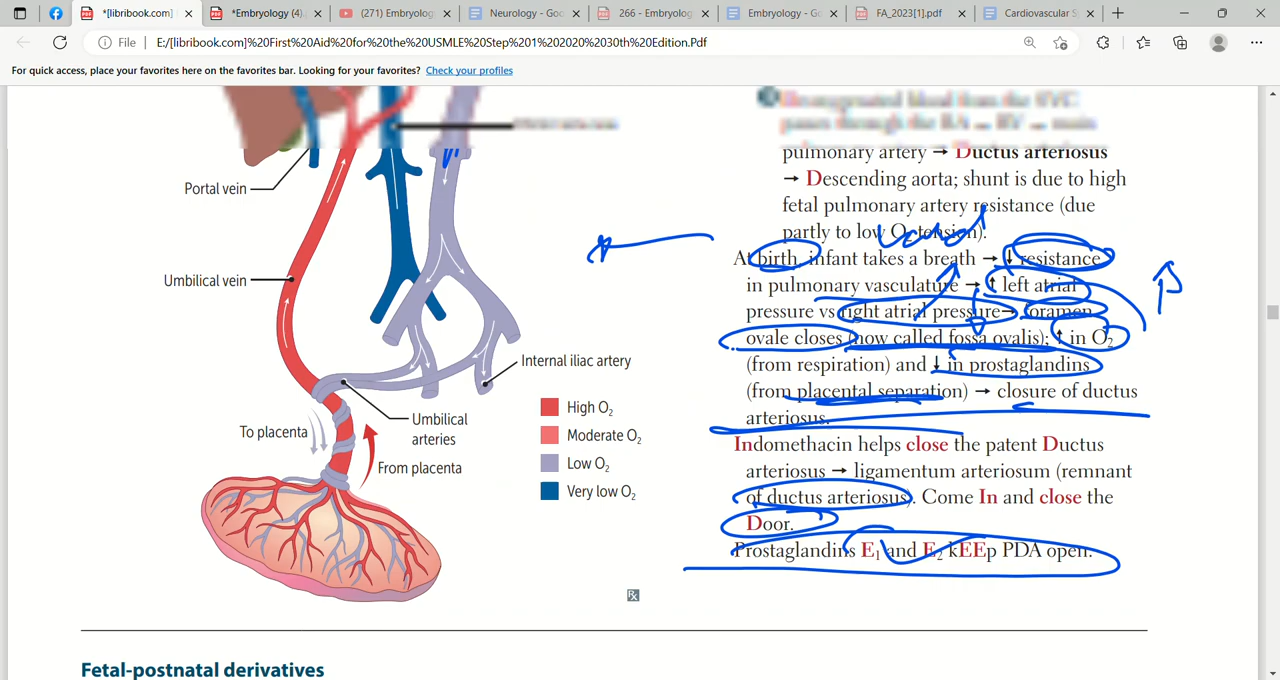 *[libribook.com]
*Embryology (4).
(271) Embryolog
Neurology - Goo
266 - Embryolog
Embryology - Go
FA_2023[1].pdf
Cardiovascular S
File
E:/[libribook.com]%20First%20Aid%20for%20the%20USMLE%20Step%201%202020%2030th%20Edition.Pdf
For quick access, place your favorites here on the favorites bar. Looking for your favorites? Check your profiles
Portal vein
Umbilical vein
Internal iliac artery
Umbilical
arteries
To placenta
From placenta
High O₂
Moderate O₂
Low O₂
Very low O₂
pulmonary artery → Ductus arteriosus
→ Descending aorta; shunt is due to high
fetal pulmonary artery resistance (due
partly to low O₂ tension).
At birth, infant takes a breath → ↓ resistance
in pulmonary vasculature → ↑ left atrial
pressure vs right atrial pressure → foramen
ovale closes (now called fossa ovalis); ↑ in O₂
(from respiration) and ↓ in prostaglandins
(from placental separation) → closure of ductus
arteriosus.
Indomethacin helps close the patent Ductus
arteriosus → ligamentum arteriosum (remnant
of ductus arteriosus). Come In and close the
Door.
Prostaglandins E₁ and E₂ kEEp PDA open.
Rx
Fetal-postnatal derivatives